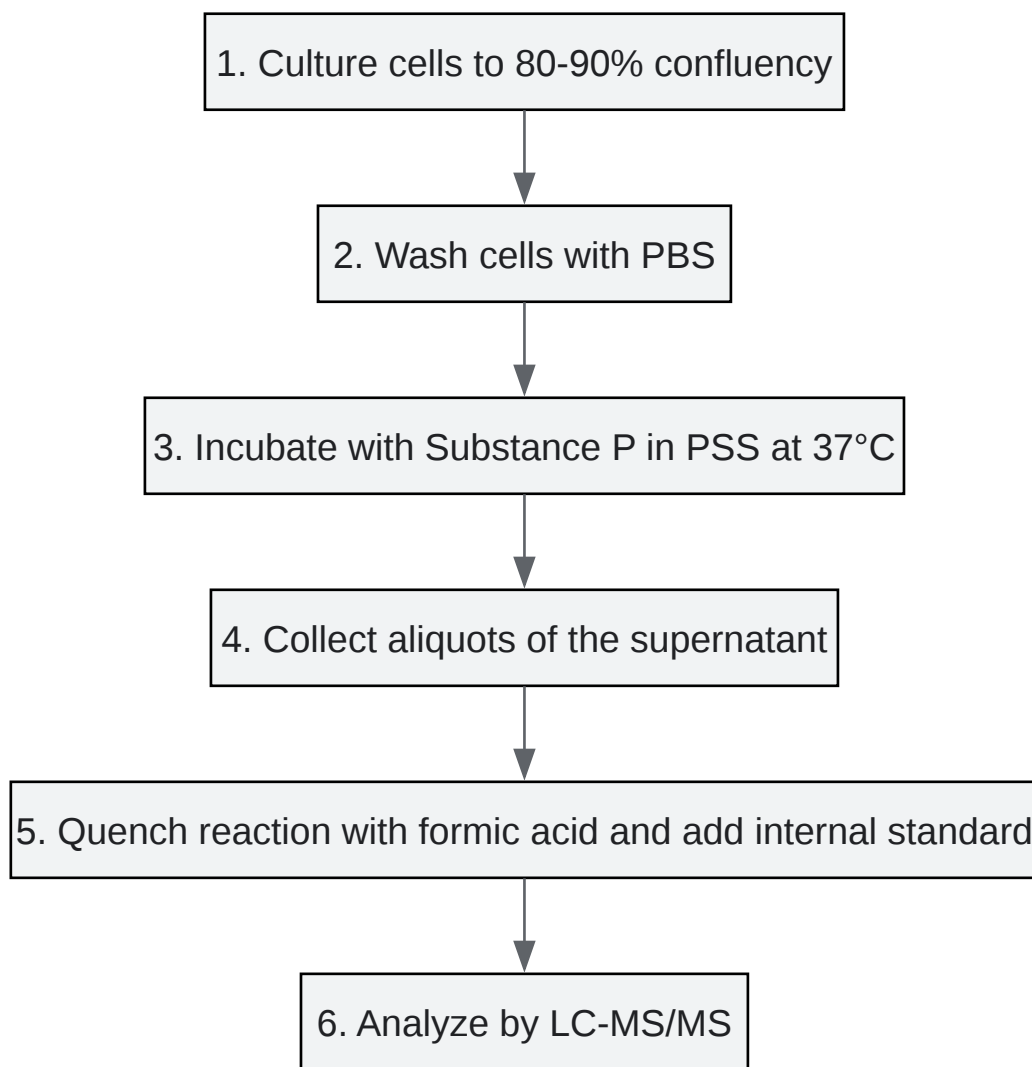 1. Culture cells to 80-90% confluency
2. Wash cells with PBS
3. Incubate with Substance P in PSS at 37°C
4. Collect aliquots of the supernatant
5. Quench reaction with formic acid and add internal standard
6. Analyze by LC-MS/MS